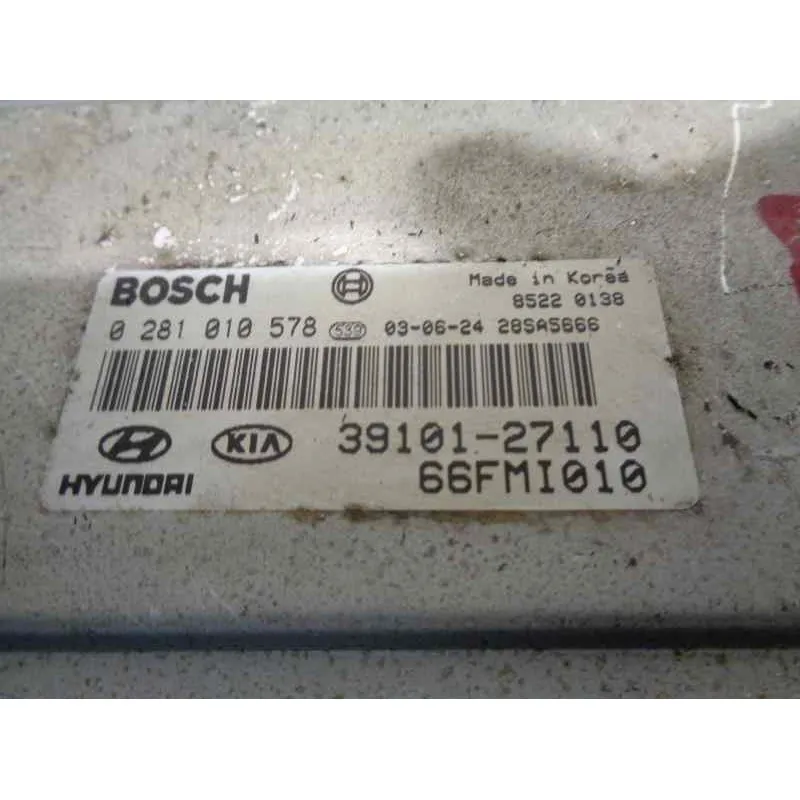 BOSCH
Made in Korea
8522 0138
0 281 010 578 539 03-06-24 28SA5666
39101-27110
KIA
HYUNDAI
66FMI010